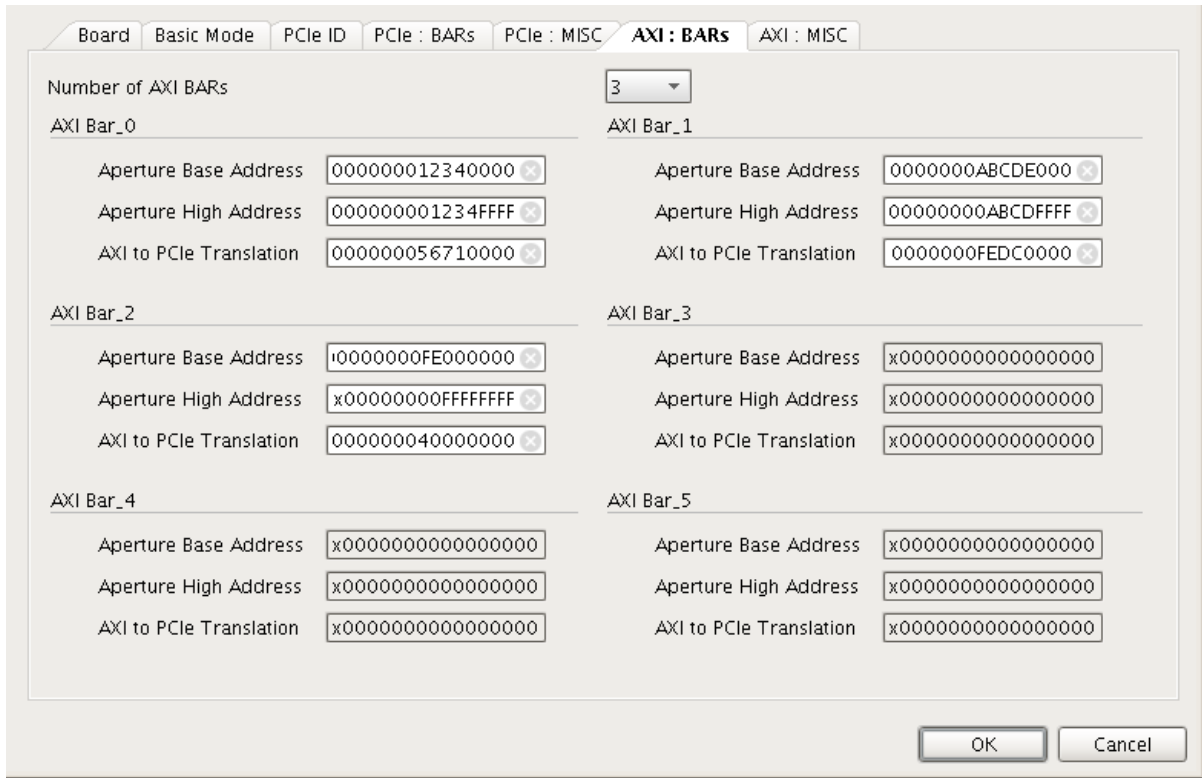 Board Basic Mode PCIe ID PCIe : BARs PCIe : MISC AXI : BARs AXI : MISC
Number of AXI BARs 3
AXI Bar_0 AXI Bar_1
Aperture Base Address 000000012340000 Aperture Base Address 0000000ABCDE000
Aperture High Address 000000001234FFFF Aperture High Address 00000000ABCDFFFF
AXI to PCIe Translation 000000056710000 AXI to PCIe Translation 0000000FEDC0000
AXI Bar_2 AXI Bar_3
Aperture Base Address 0000000FE000000 Aperture Base Address x0000000000000000
Aperture High Address x00000000FFFFFFFF Aperture High Address x0000000000000000
AXI to PCIe Translation 000000040000000 AXI to PCIe Translation x0000000000000000
AXI Bar_4 AXI Bar_5
Aperture Base Address x0000000000000000 Aperture Base Address x0000000000000000
Aperture High Address x0000000000000000 Aperture High Address x0000000000000000
AXI to PCIe Translation x0000000000000000 AXI to PCIe Translation x0000000000000000
OK Cancel